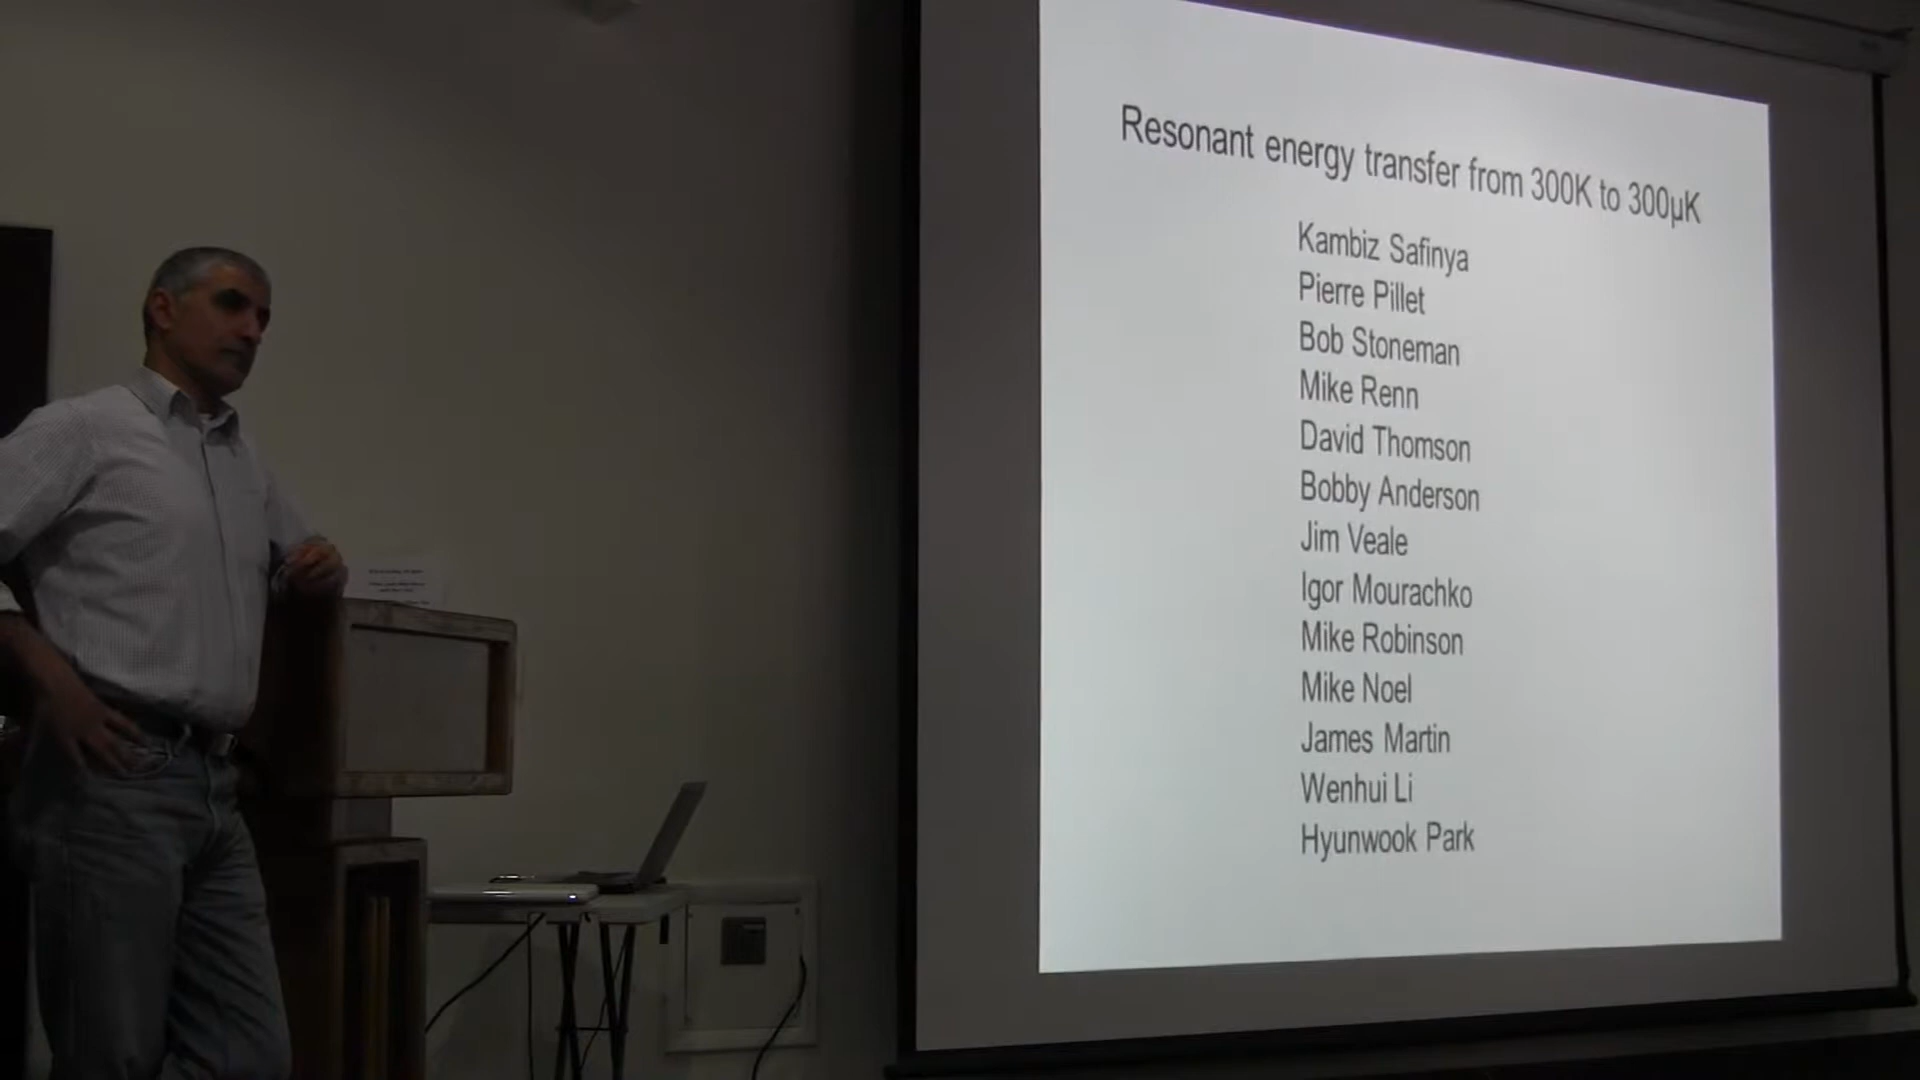 Resonant energy transfer from 300K to 300µK
Kambiz Safinya
Pierre Pillet
Bob Stoneman
Mike Renn
David Thomson
Bobby Anderson
Jim Veale
Igor Mourachko
Mike Robinson
Mike Noel
James Martin
Wenhui Li
Hyunwook Park